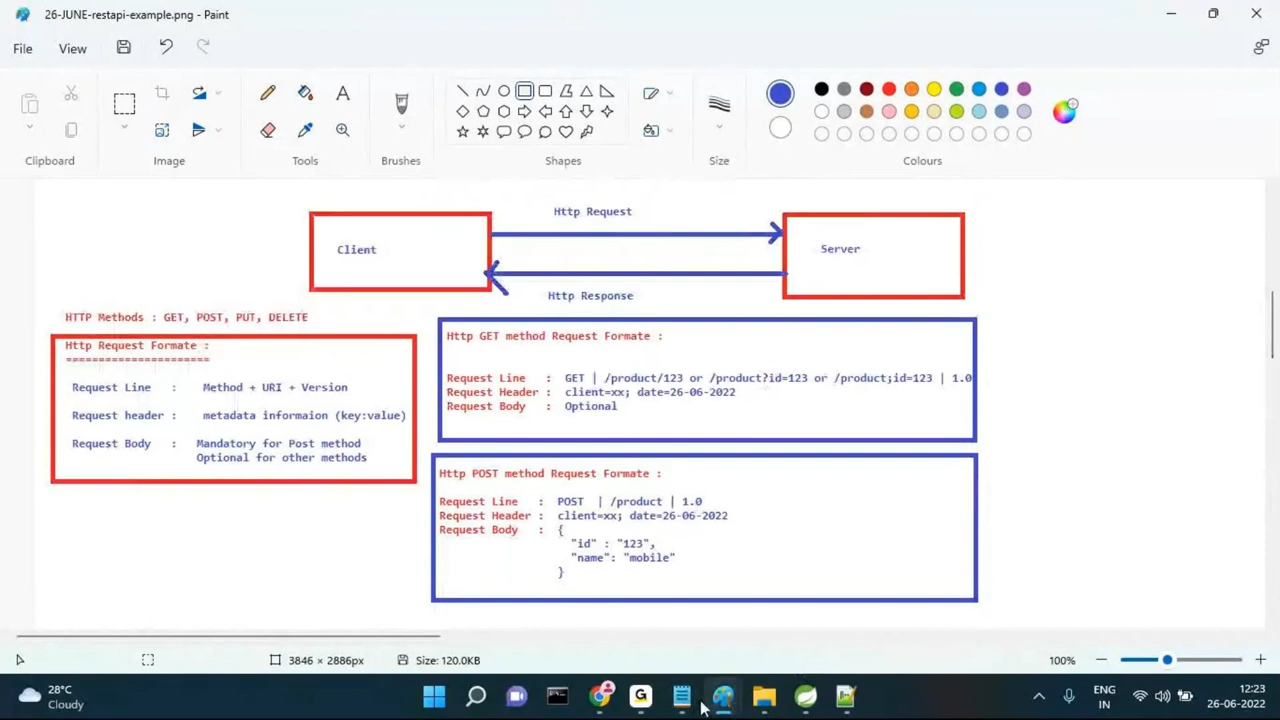 26-JUNE-restapi-example.png - Paint
File View
Clipboard Image Tools Brushes Shapes Size Colours
Http Request
Client
Server
Http Response
HTTP Methods : GET, POST, PUT, DELETE
Http Request Formate :
======================
Request Line : Method + URI + Version
Request header : metadata informaion (key:value)
Request Body : Mandatory for Post method
Optional for other methods
Http GET method Request Formate :
Request Line : GET | /product/123 or /product?id=123 or /product;id=123 | 1.0
Request Header : client=xx; date=26-06-2022
Request Body : Optional
Http POST method Request Formate :
Request Line : POST | /product | 1.0
Request Header : client=xx; date=26-06-2022
Request Body : {
"id" : "123",
"name": "mobile"
}
3846 × 2886px Size: 120.0KB 100%
28°C
Cloudy
G
ENG
IN
12:23
26-06-2022